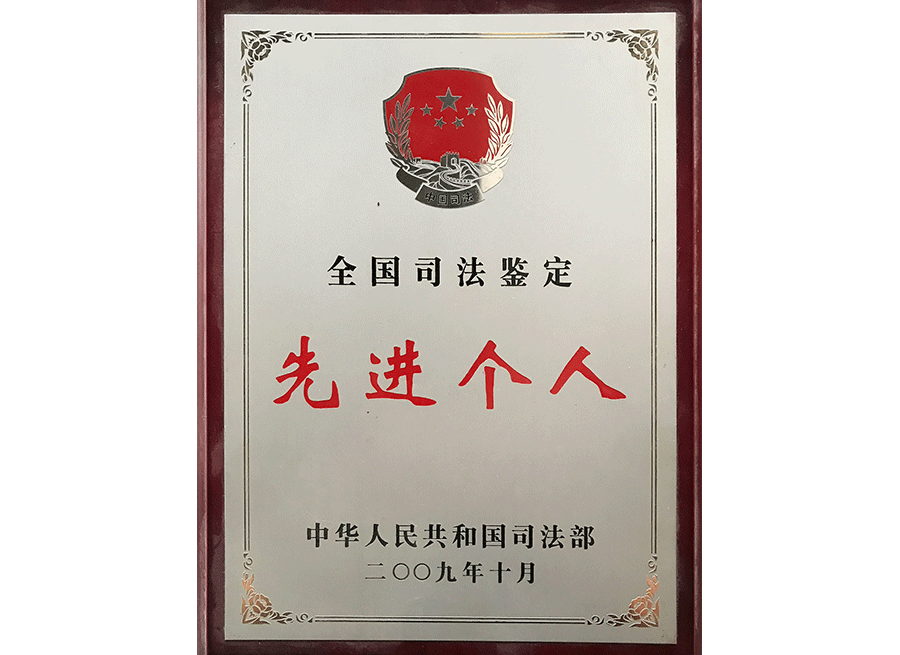 中国司法
全国司法鉴定
先进个人
中华人民共和国司法部
二〇〇九年十月